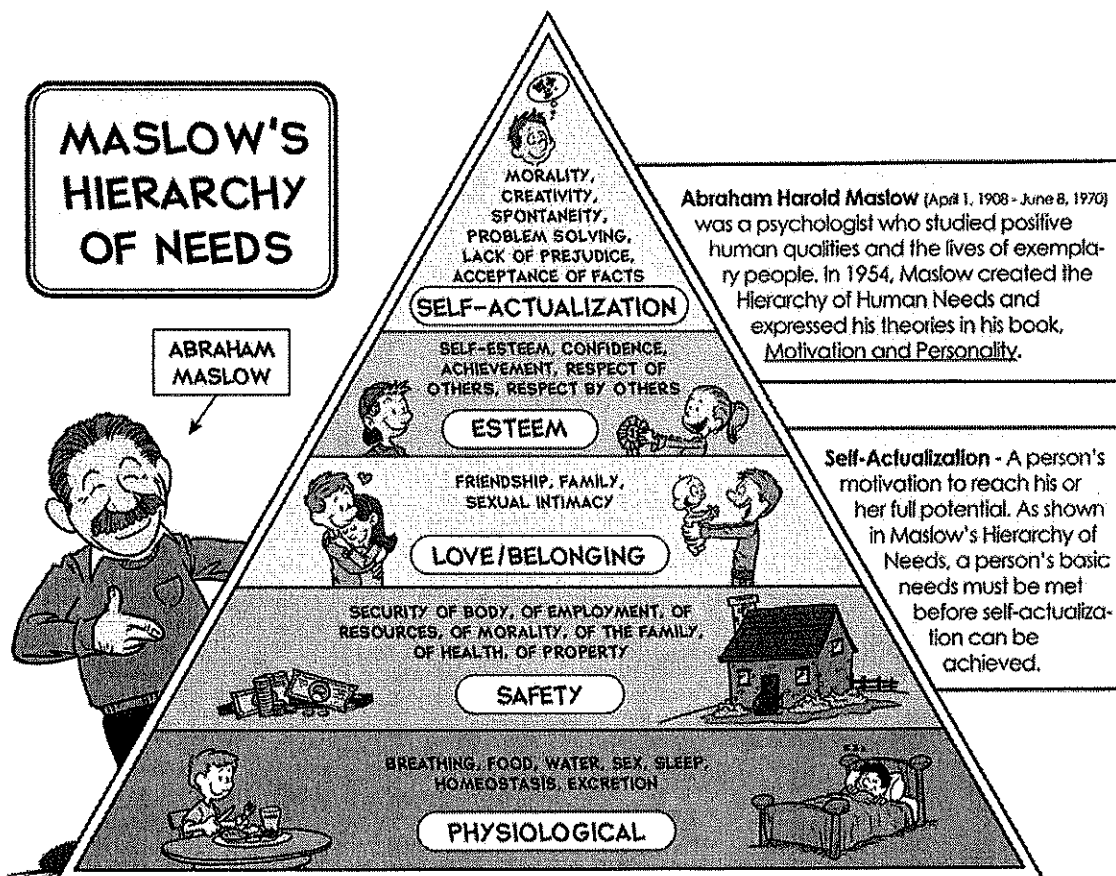 MASLOW'S
HIERARCHY
OF NEEDS
ABRAHAM
MASLOW
MORALITY,
CREATIVITY,
SPONTANEITY,
PROBLEM SOLVING,
LACK OF PREJUDICE,
ACCEPTANCE OF FACTS
SELF-ACTUALIZATION
SELF-ESTEEM, CONFIDENCE,
ACHIEVEMENT, RESPECT OF
OTHERS, RESPECT BY OTHERS
ESTEEM
FRIENDSHIP, FAMILY,
SEXUAL INTIMACY
LOVE/BELONGING
SECURITY OF BODY, OF EMPLOYMENT, OF
RESOURCES, OF MORALITY, OF THE FAMILY,
OF HEALTH, OF PROPERTY
SAFETY
BREATHING, FOOD, WATER, SEX, SLEEP,
HOMEOSTASIS, EXCRETION
PHYSIOLOGICAL
Abraham Harold Maslow (April 1, 1908 - June 8, 1970)
was a psychologist who studied positive
human qualities and the lives of exempla-
ry people. In 1954, Maslow created the
Hierarchy of Human Needs and
expressed his theories in his book,
Motivation and Personality.
Self-Actualization - A person's
motivation to reach his or
her full potential. As shown
in Maslow's Hierarchy of
Needs, a person's basic
needs must be met
before self-actualiza-
tion can be
achieved.